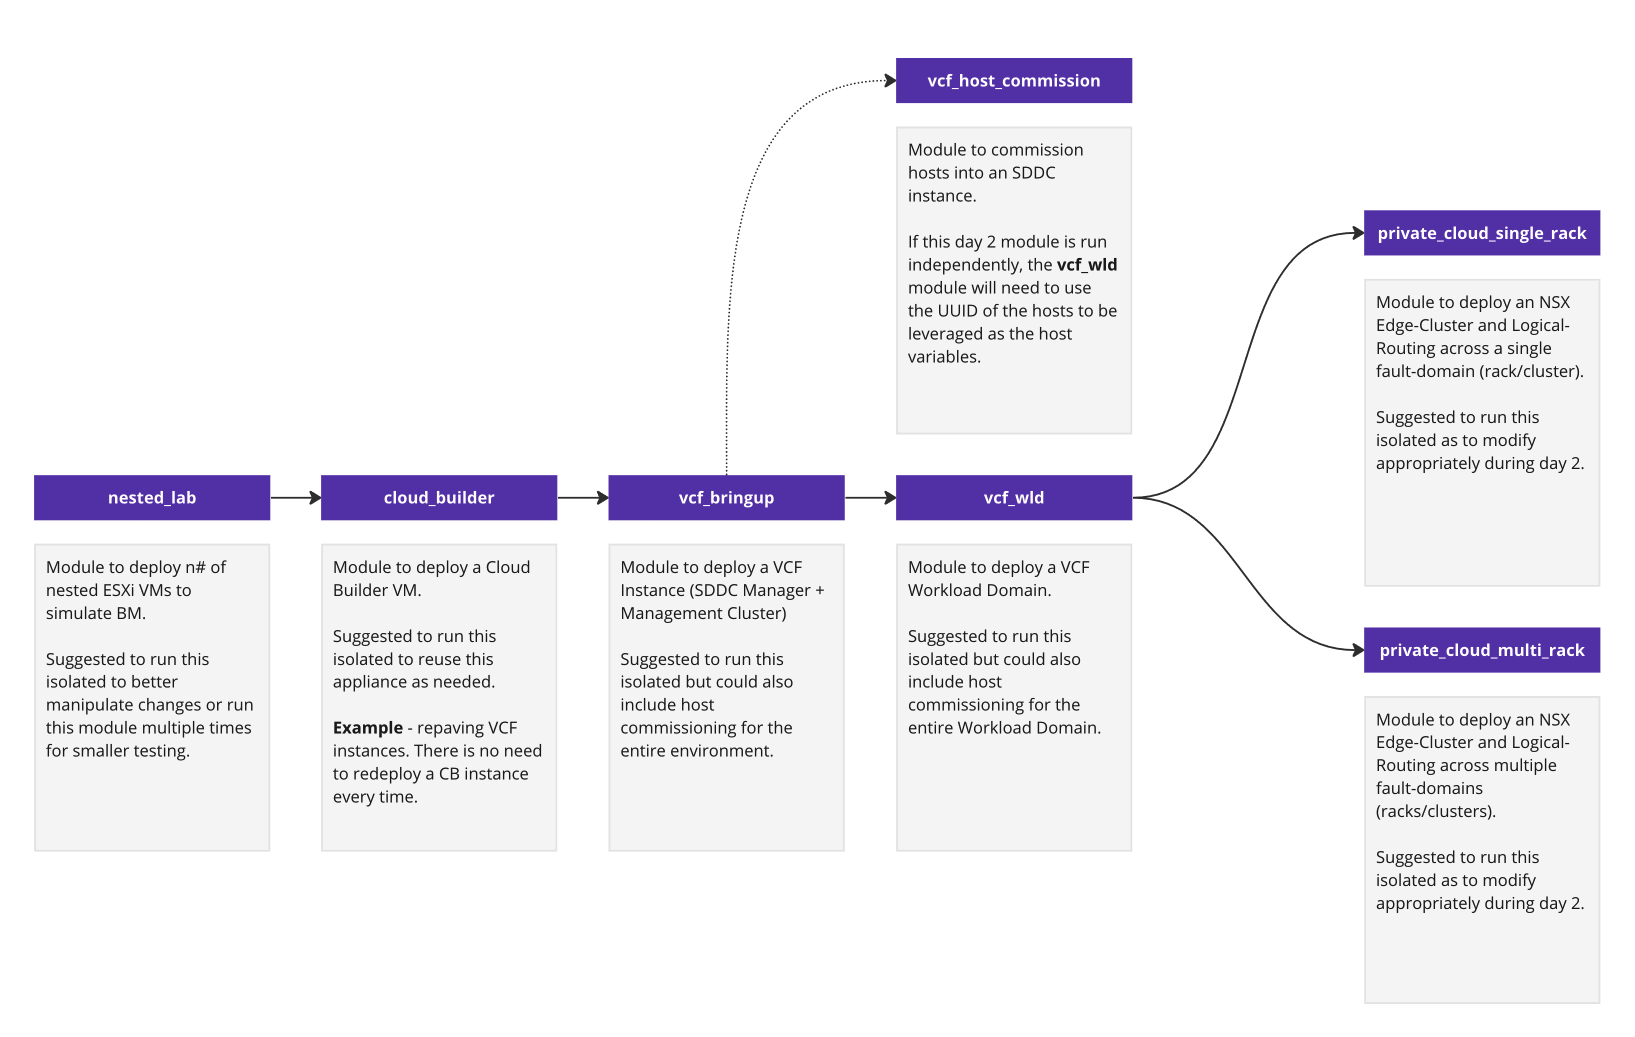 vcf_host_commission
Module to commission
hosts into an SDDC
instance.
If this day 2 module is run
independently, the vcf_wld
module will need to use
the UUID of the hosts to be
leveraged as the host
variables.
private_cloud_single_rack
Module to deploy an NSX
Edge-Cluster and Logical-
Routing across a single
fault-domain (rack/cluster).
Suggested to run this
isolated as to modify
appropriately during day 2.
nested_lab
Module to deploy n# of
nested ESXi VMs to
simulate BM.
Suggested to run this
isolated to better
manipulate changes or run
this module multiple times
for smaller testing.
cloud_builder
Module to deploy a Cloud
Builder VM.
Suggested to run this
isolated to reuse this
appliance as needed.
Example - repaving VCF
instances. There is no need
to redeploy a CB instance
every time.
vcf_bringup
Module to deploy a VCF
Instance (SDDC Manager +
Management Cluster)
Suggested to run this
isolated but could also
include host
commissioning for the
entire environment.
vcf_wld
Module to deploy a VCF
Workload Domain.
Suggested to run this
isolated but could also
include host
commissioning for the
entire Workload Domain.
private_cloud_multi_rack
Module to deploy an NSX
Edge-Cluster and Logical-
Routing across multiple
fault-domains
(racks/clusters).
Suggested to run this
isolated as to modify
appropriately during day 2.